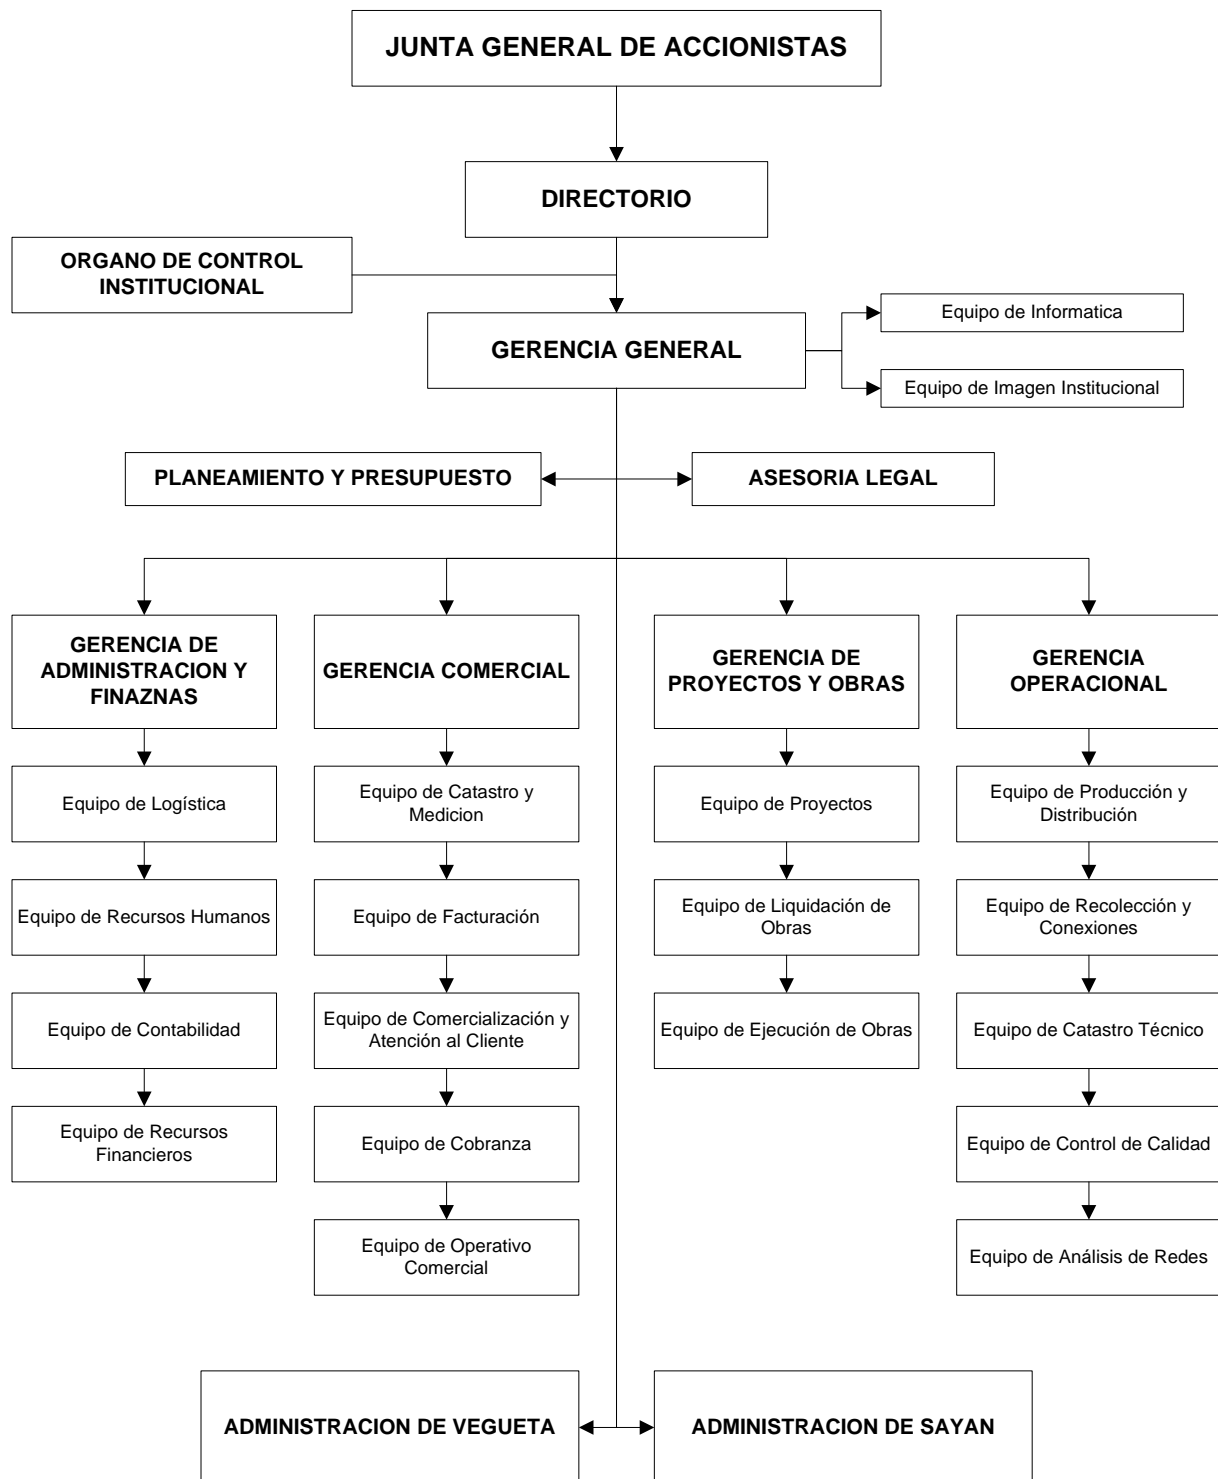 JUNTA GENERAL DE ACCIONISTAS
DIRECTORIO
ORGANO DE CONTROL
INSTITUCIONAL
GERENCIA GENERAL
Equipo de Informatica
Equipo de Imagen Institucional
PLANEAMIENTO Y PRESUPUESTO
ASESORIA LEGAL
GERENCIA DE
ADMINISTRACION Y
FINAZNAS
GERENCIA COMERCIAL
GERENCIA DE
PROYECTOS Y OBRAS
GERENCIA
OPERACIONAL
Equipo de Logística
Equipo de Catastro y
Medicion
Equipo de Proyectos
Equipo de Producción y
Distribución
Equipo de Recursos Humanos
Equipo de Facturación
Equipo de Liquidación de
Obras
Equipo de Recolección y
Conexiones
Equipo de Contabilidad
Equipo de Comercialización y
Atención al Cliente
Equipo de Ejecución de Obras
Equipo de Catastro Técnico
Equipo de Recursos
Financieros
Equipo de Cobranza
Equipo de Control de Calidad
Equipo de Operativo
Comercial
Equipo de Análisis de Redes
ADMINISTRACION DE VEGUETA
ADMINISTRACION DE SAYAN